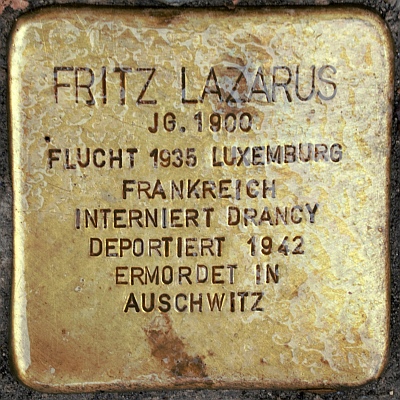 FRITZ LAZARUS
JG. 1900
FLUCHT 1935 LUXEMBURG
FRANKREICH
INTERNIERT DRANCY
DEPORTIERT 1942
ERMORDET IN
AUSCHWITZ